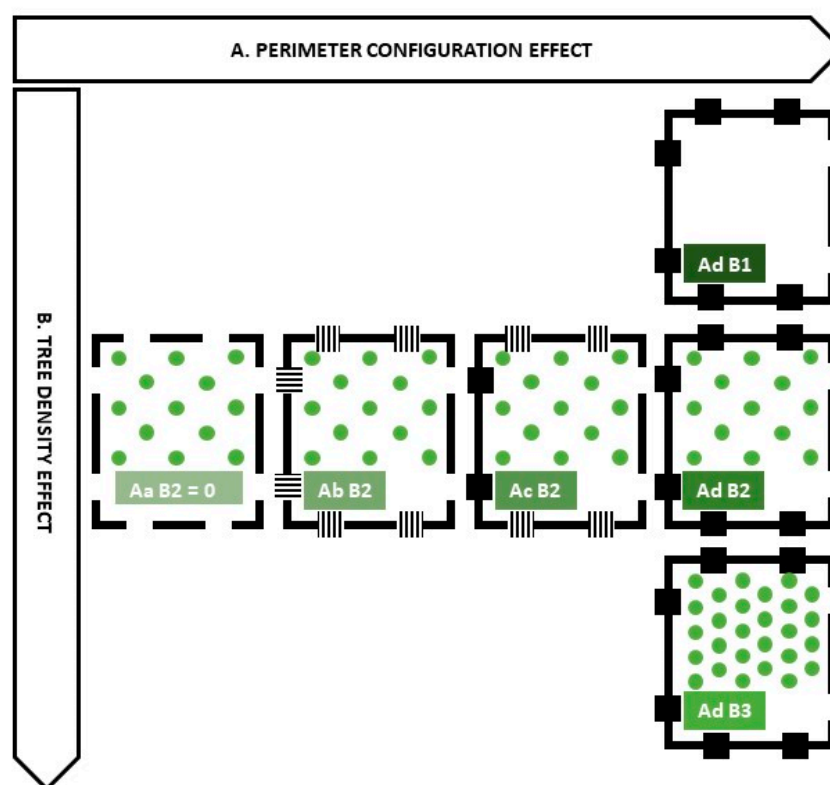 A. PERIMETER CONFIGURATION EFFECT
B. TREE DENSITY EFFECT
Ad B1
Aa B2 = 0
Ab B2
Ac B2
Ad B2
Ad B3